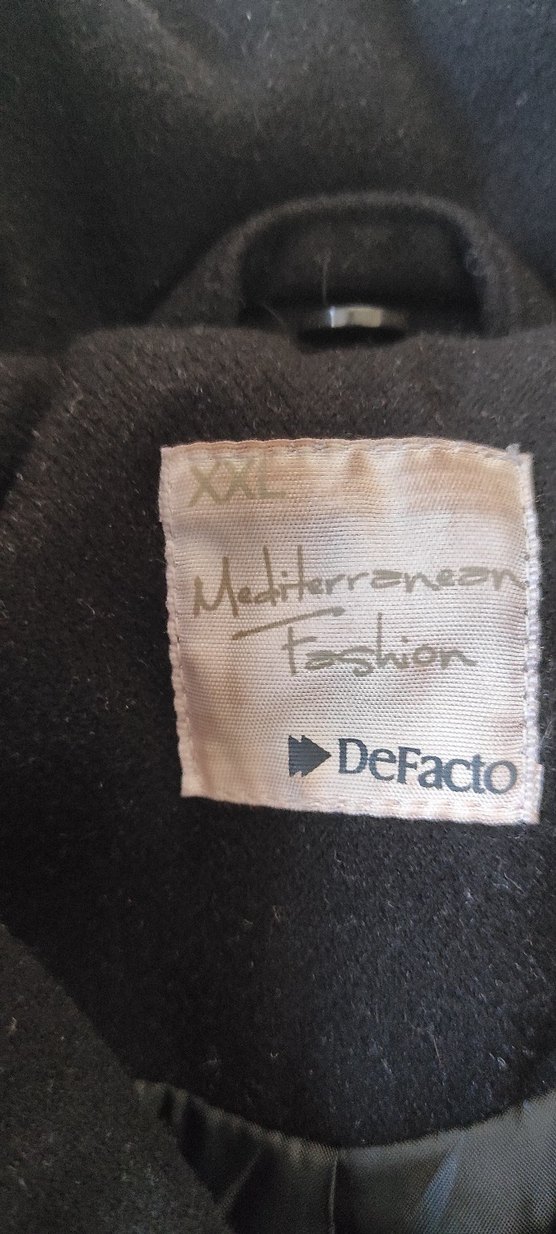 XXL
Mediterranean
Fashion
DeFacto